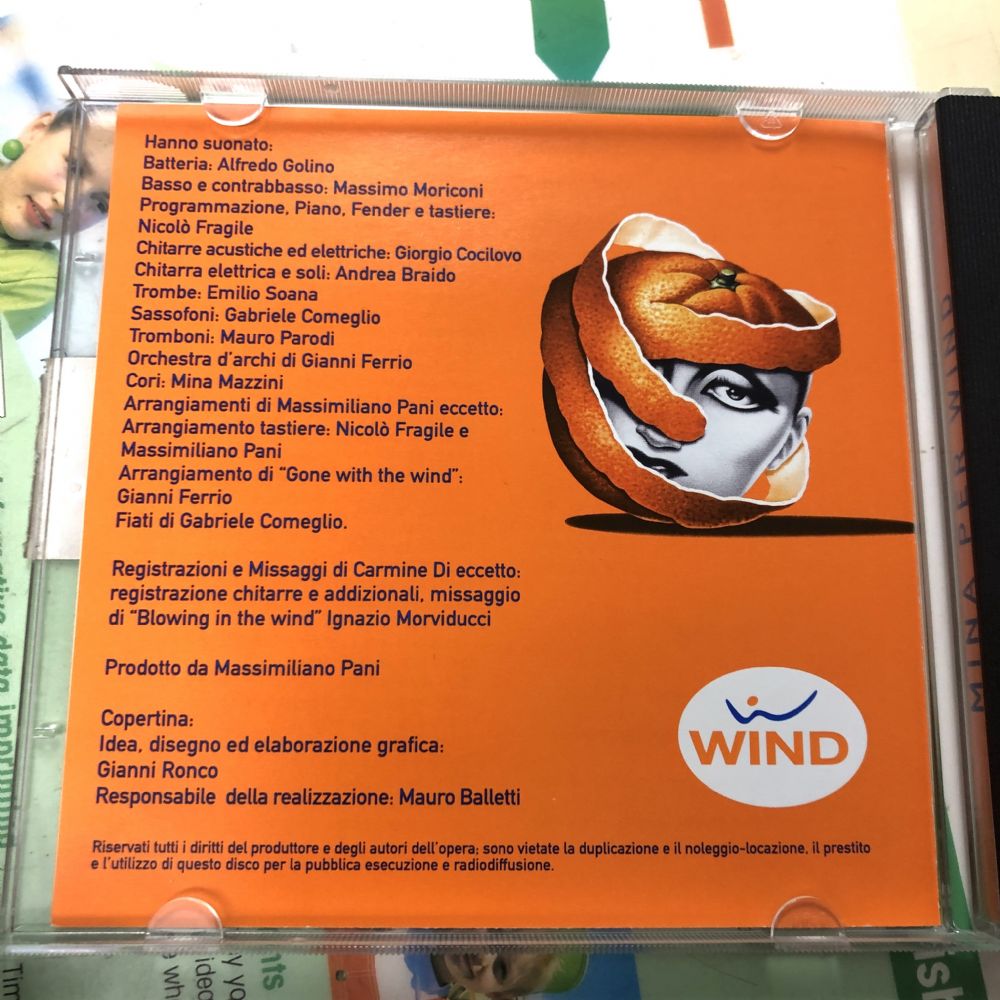 Hanno suonato:
Batteria: Alfredo Golino
Basso e contrabbasso: Massimo Moriconi
Programmazione, Piano, Fender e tastiere:
Nicolò Fragile
Chitarre acustiche ed elettriche: Giorgio Cocilovo
Chitarra elettrica e soli: Andrea Braido
Trombe: Emilio Soana
Sassofoni: Gabriele Comeglio
Tromboni: Mauro Parodi
Orchestra d'archi di Gianni Ferrio
Cori: Mina Mazzini
Arrangiamenti di Massimiliano Pani eccetto:
Arrangiamento tastiere: Nicolò Fragile e
Massimiliano Pani
Arrangiamento di "Gone with the wind":
Gianni Ferrio
Fiati di Gabriele Comeglio.
Registrazioni e Missaggi di Carmine Di eccetto:
registrazione chitarre e addizionali, missaggio
di "Blowing in the wind" Ignazio Morviducci
Prodotto da Massimiliano Pani
Copertina:
Idea, disegno ed elaborazione grafica:
Gianni Ronco
Responsabile della realizzazione: Mauro Balletti
WIND
Riservati tutti i diritti del produttore e degli autori dell'opera; sono vietate la duplicazione e il noleggio-locazione, il prestito
e l'utilizzo di questo disco per la pubblica esecuzione e radiodiffusione.
MINA PER WIND